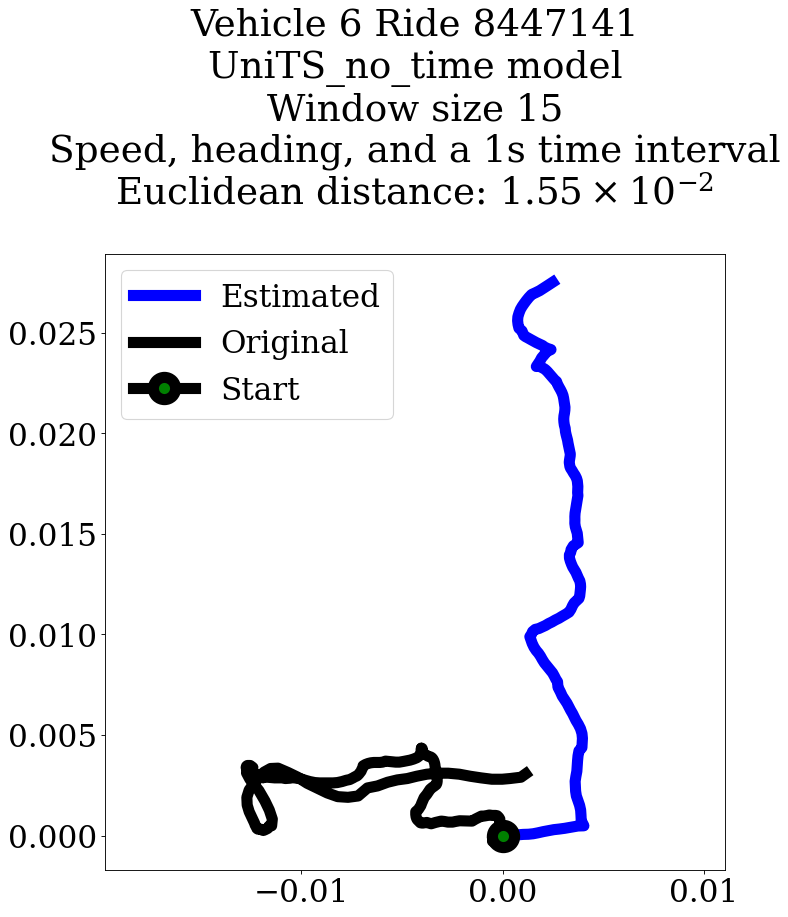 Vehicle 6 Ride 8447141
UniTS_no_time model
Window size 15
Speed, heading, and a 1s time interval
Euclidean distance: 1.55 × 10⁻²
Estimated
Original
Start
0.025
0.020
0.015
0.010
0.005
0.000
−0.01
0.00
0.01